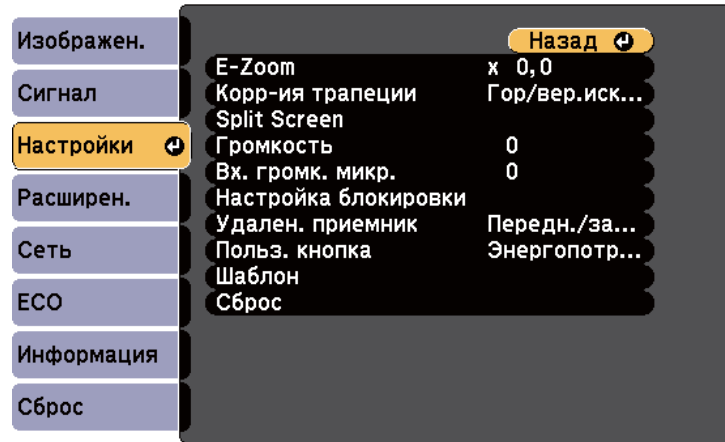 Изображен.
Сигнал
Настройки
Расширен.
Сеть
ECO
Информация
Сброс
Назад
E-Zoom x 0,0
Корр-ия трапеции Гор/вер.иск...
Split Screen
Громкость 0
Вх. громк. микр. 0
Настройка блокировки
Удален. приемник Передн./за...
Польз. кнопка Энергопотр...
Шаблон
Сброс